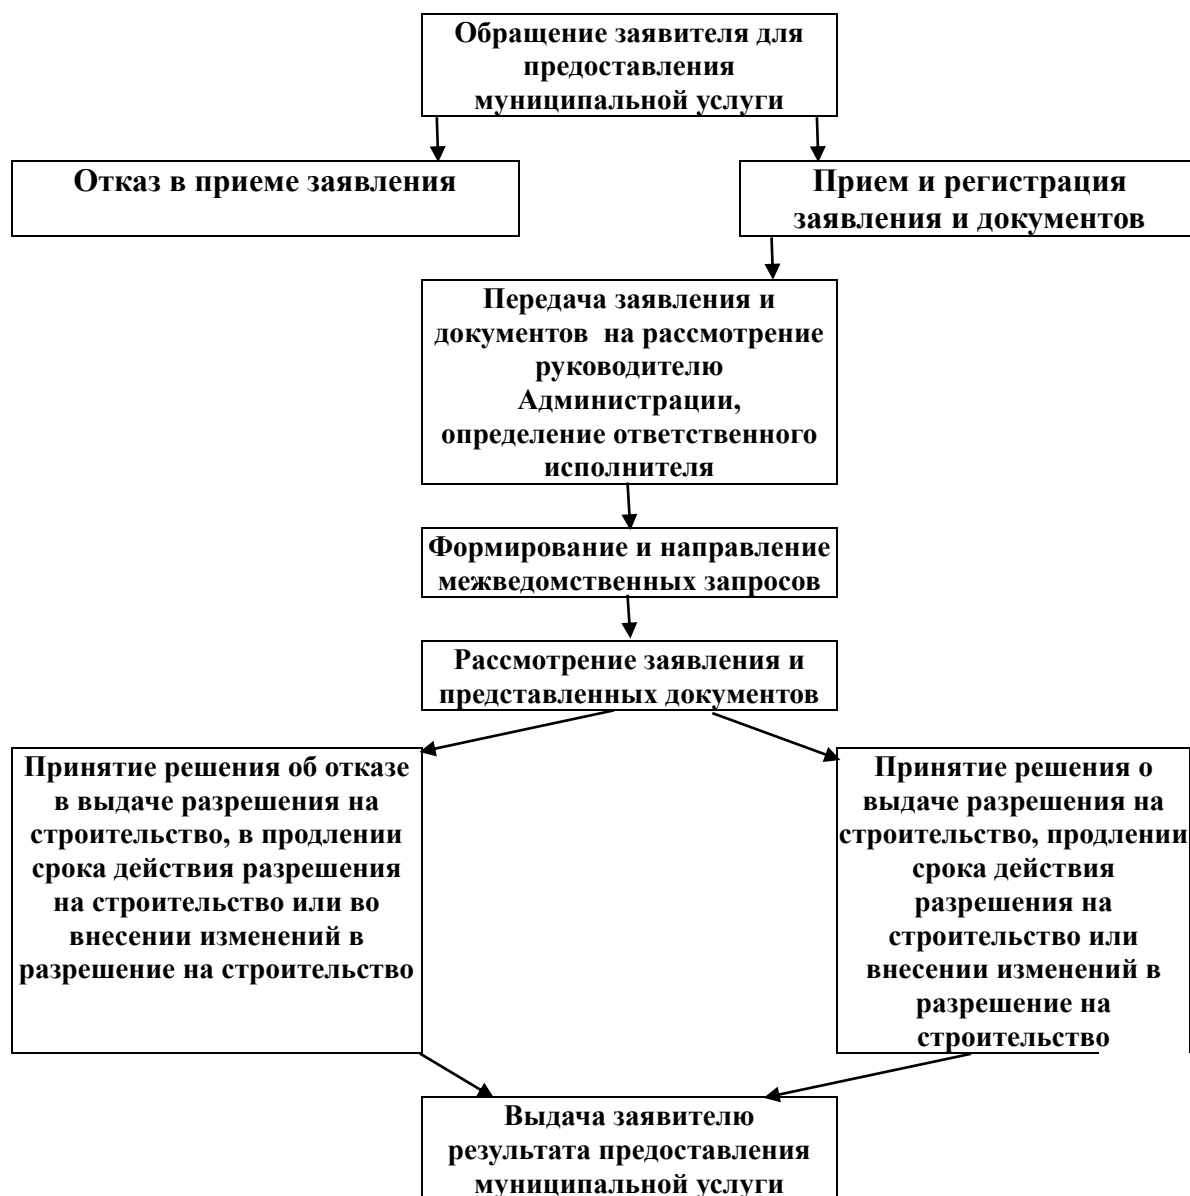 Обращение заявителя для
предоставления
муниципальной услуги
Отказ в приеме заявления
Прием и регистрация
заявления и документов
Передача заявления и
документов на рассмотрение
руководителю
Администрации,
определение ответственного
исполнителя
Формирование и направление
межведомственных запросов
Рассмотрение заявления и
представленных документов
Принятие решения об отказе
в выдаче разрешения на
строительство, в продлении
срока действия разрешения
на строительство или во
внесении изменений в
разрешение на строительство
Принятие решения о
выдаче разрешения на
строительство, продлении
срока действия
разрешения на
строительство или
внесении изменений в
разрешение на
строительство
Выдача заявителю
результата предоставления
муниципальной услуги